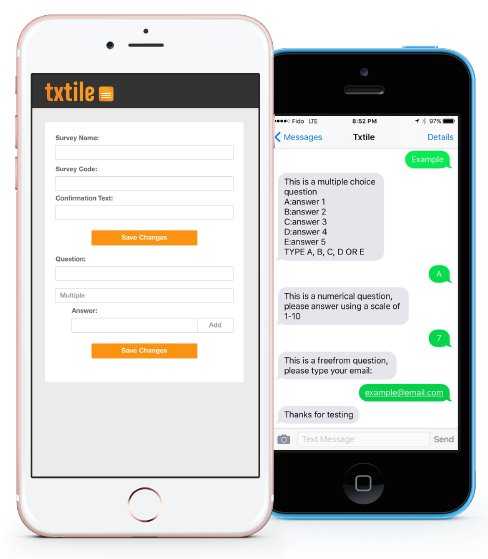 txtile
Survey Name:
Survey Code:
Confirmation Text:
Save Changes
Question:
Multiple
Answer:
Add
Save Changes
Fido LTE 8:52 PM 97%
Messages Txtile Details
Example
This is a multiple choice
question
A:answer 1
B:answer 2
C:answer 3
D:answer 4
E:answer 5
TYPE A, B, C, D OR E
A
This is a numerical question,
please answer using a scale of
1-10
7
This is a freefrom question,
please type your email:
example@email.com
Thanks for testing
Text Message Send